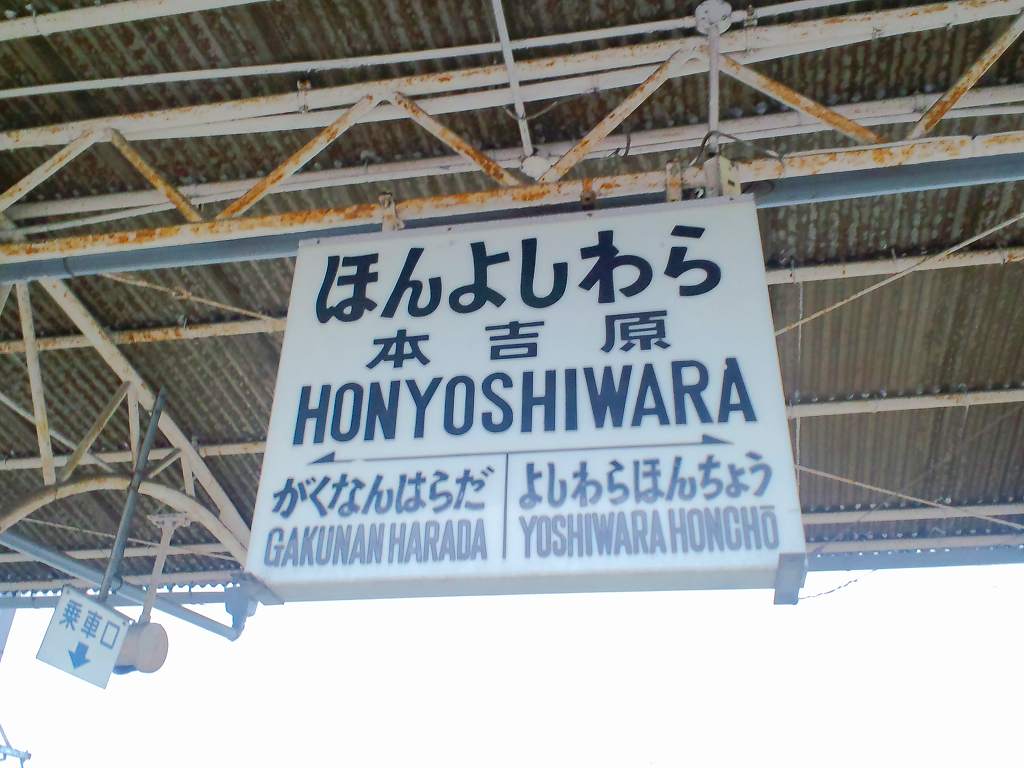 ほんよしわら
本吉原
HONYOSHIWARA
がくなんはらだ
GAKUNAN HARADA
よしわらほんちょう
YOSHIWARA HONCHŌ
乗車口